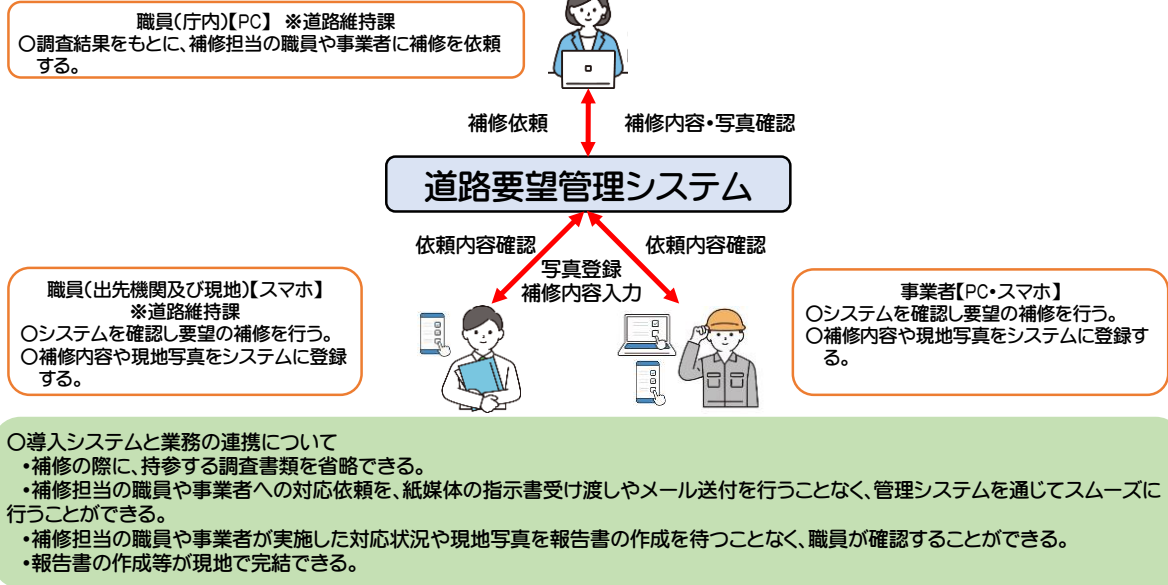 職員(庁内)【PC】 ※道路維持課
○調査結果をもとに、補修担当の職員や事業者に補修を依頼
する。
補修依頼
補修内容・写真確認
道路要望管理システム
依頼内容確認
依頼内容確認
写真登録
補修内容入力
職員(出先機関及び現地)【スマホ】
※道路維持課
○システムを確認し要望の補修を行う。
○補修内容や現地写真をシステムに登録
する。
事業者【PC・スマホ】
○システムを確認し要望の補修を行う。
○補修内容や現地写真をシステムに登録す
る。
○導入システムと業務の連携について
・補修の際に、持参する調査書類を省略できる。
・補修担当の職員や事業者への対応依頼を、紙媒体の指示書受け渡しやメール送付を行うことなく、管理システムを通じてスムーズに
行うことができる。
・補修担当の職員や事業者が実施した対応状況や現地写真を報告書の作成を待つことなく、職員が確認することができる。
・報告書の作成等が現地で完結できる。